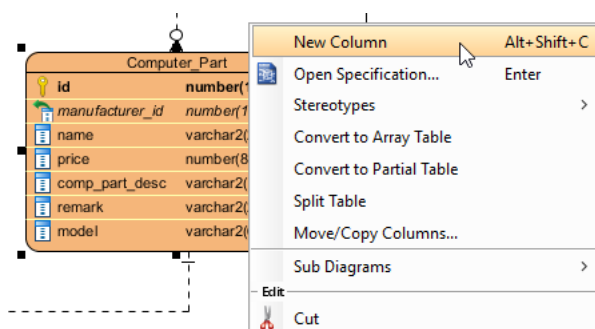 Computer_Part
id number(1
manufacturer_id number(1
name varchar2(
price number(8
comp_part_desc varchar2(
remark varchar2(
model varchar2(
New Column Alt+Shift+C
Open Specification... Enter
Stereotypes
Convert to Array Table
Convert to Partial Table
Split Table
Move/Copy Columns...
Sub Diagrams
Edit
Cut